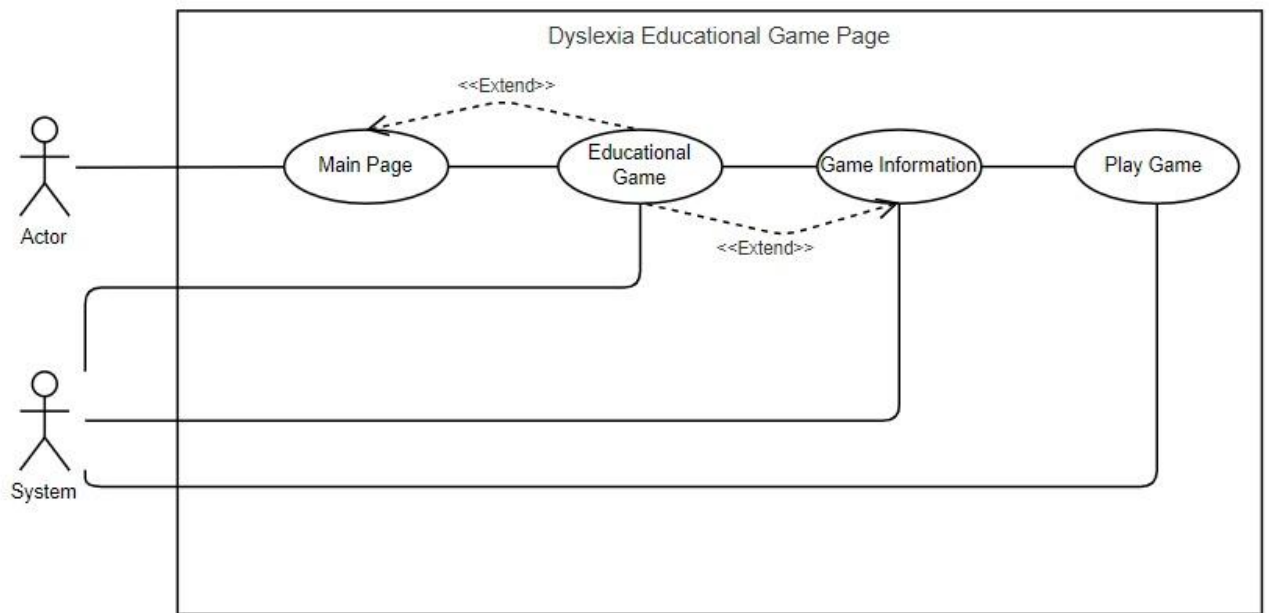 Dyslexia Educational Game Page
<<Extend>>
Main Page
Educational
Game
Game Information
Play Game
Actor
<<Extend>>
System